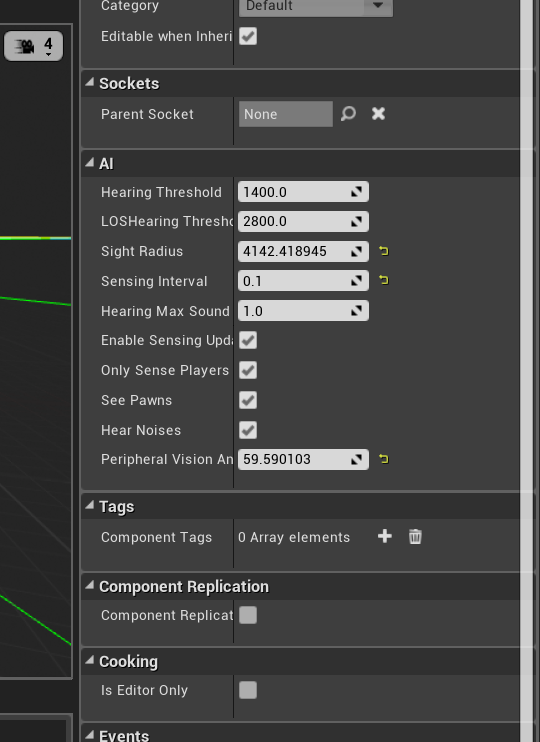 Category Default
Editable when Inheri
4
Sockets
Parent Socket None
AI
Hearing Threshold 1400.0
LOSHearing Thresho 2800.0
Sight Radius 4142.418945
Sensing Interval 0.1
Hearing Max Sound 1.0
Enable Sensing Upda
Only Sense Players
See Pawns
Hear Noises
Peripheral Vision An 59.590103
Tags
Component Tags 0 Array elements
Component Replication
Component Replicat
Cooking
Is Editor Only
Events